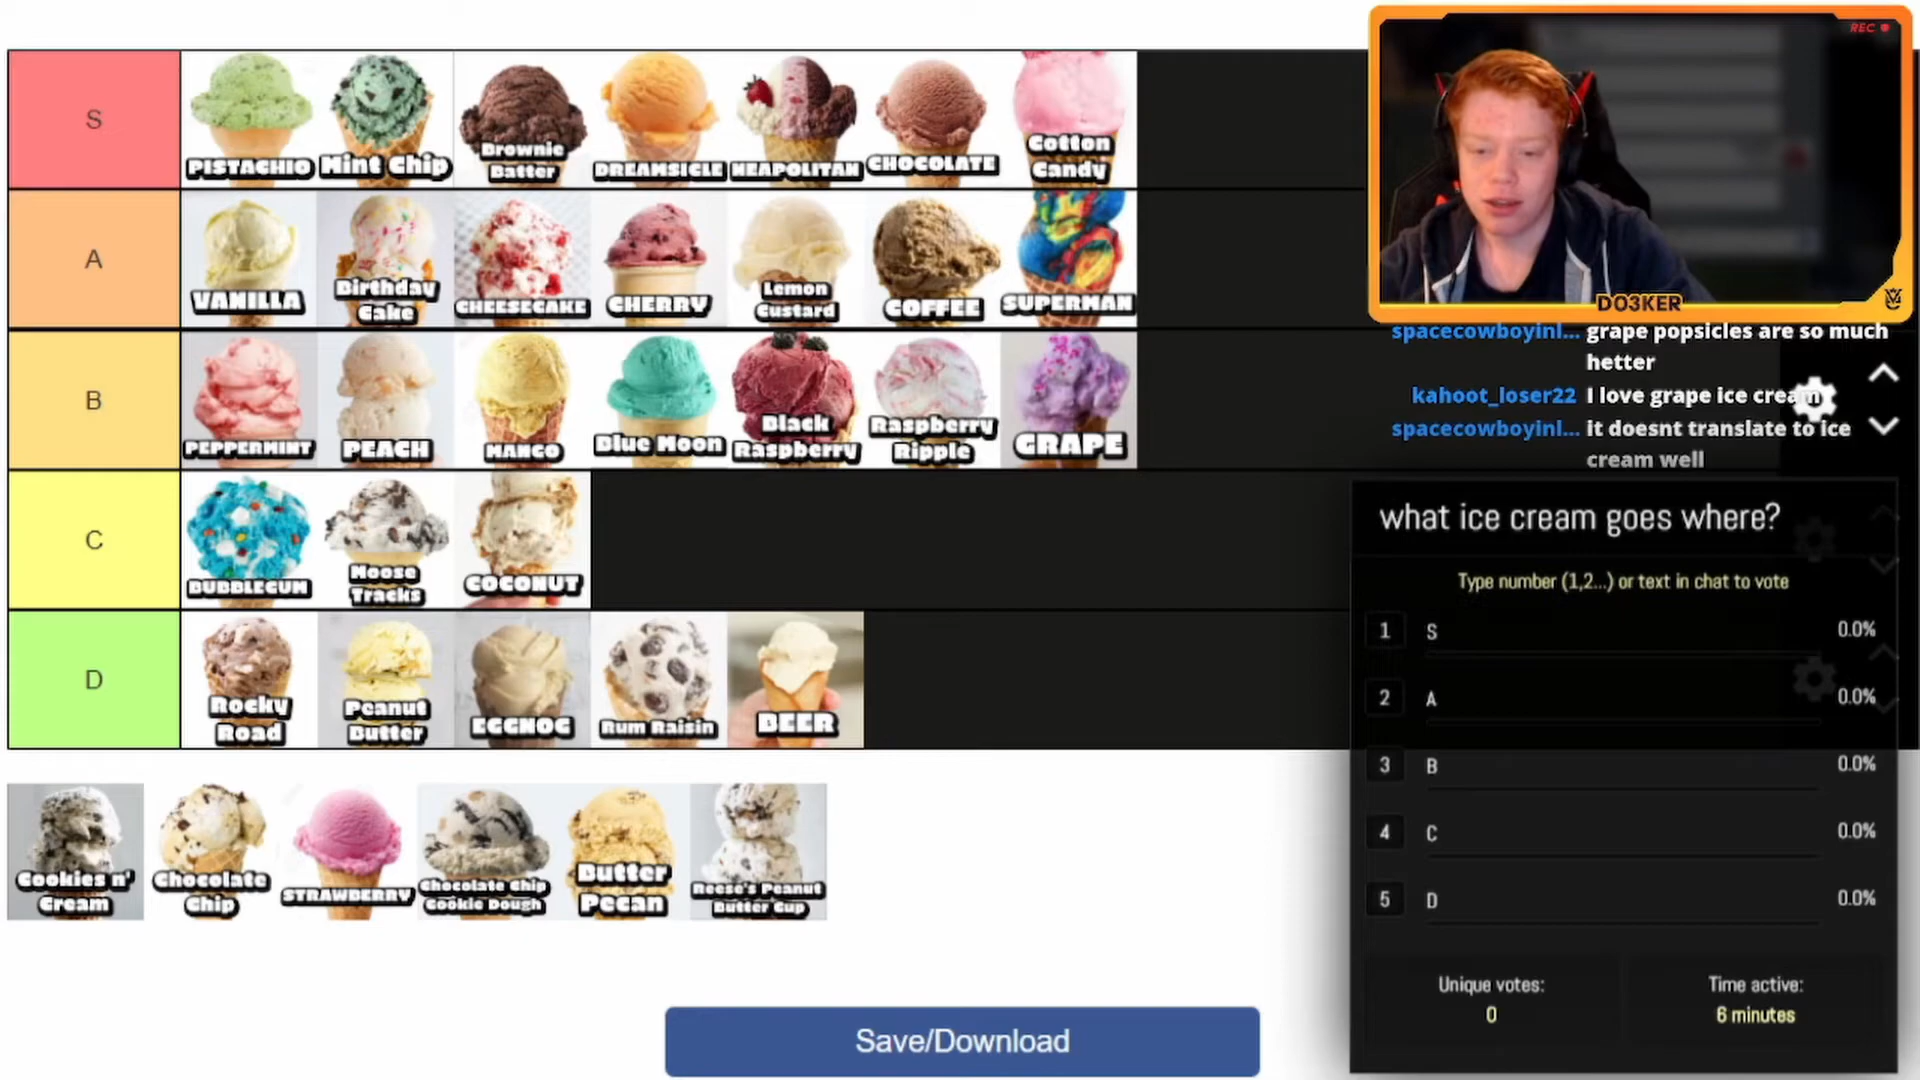 S
PISTACHIO
Mint Chip
Brownie
Batter
DREAMSICLE
NEAPOLITAN
CHOCOLATE
Cotton
Candy
A
VANILLA
Birthday
Cake
CHEESECAKE
CHERRY
Lemon
Custard
COFFEE
SUPERMAN
B
PEPPERMINT
PEACH
MANGO
Blue Moon
Black
Raspberry
Raspberry
Ripple
GRAPE
C
BUBBLEGUM
Moose
Tracks
COCONUT
D
Rocky
Road
Peanut
Butter
EGGNOG
Rum Raisin
BEER
Cookies n'
Cream
Chocolate
Chip
STRAWBERRY
Chocolate Chip
Cookie Dough
Butter
Pecan
Reese's Peanut
Butter Cup
Save/Download
REC
DO3KER
spacecowboyinl... grape popsicles are so much
hetter
kahoot_loser22 I love grape ice cream
spacecowboyinl... it doesnt translate to ice
cream well
what ice cream goes where?
Type number (1,2...) or text in chat to vote
1 S 0.0%
2 A 0.0%
3 B 0.0%
4 C 0.0%
5 D 0.0%
Unique votes:
0
Time active:
6 minutes